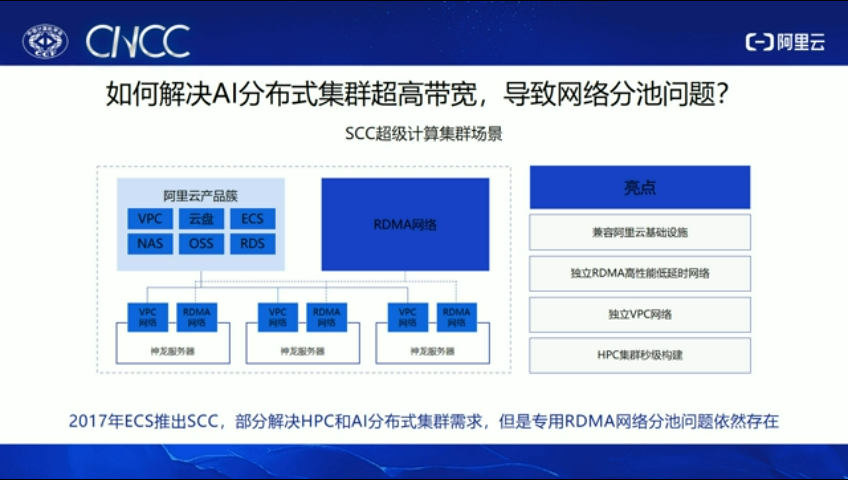 CNCC
阿里云
如何解决AI分布式集群超高带宽，导致网络分池问题？
SCC超级计算集群场景
阿里云产品簇
VPC
云盘
ECS
NAS
OSS
RDS
RDMA网络
VPC
网络
RDMA
网络
神龙服务器
VPC
网络
RDMA
网络
神龙服务器
VPC
网络
RDMA
网络
神龙服务器
亮点
兼容阿里云基础设施
独立RDMA高性能低延时网络
独立VPC网络
HPC集群秒级构建
2017年ECS推出SCC，部分解决HPC和AI分布式集群需求，但是专用RDMA网络分池问题依然存在